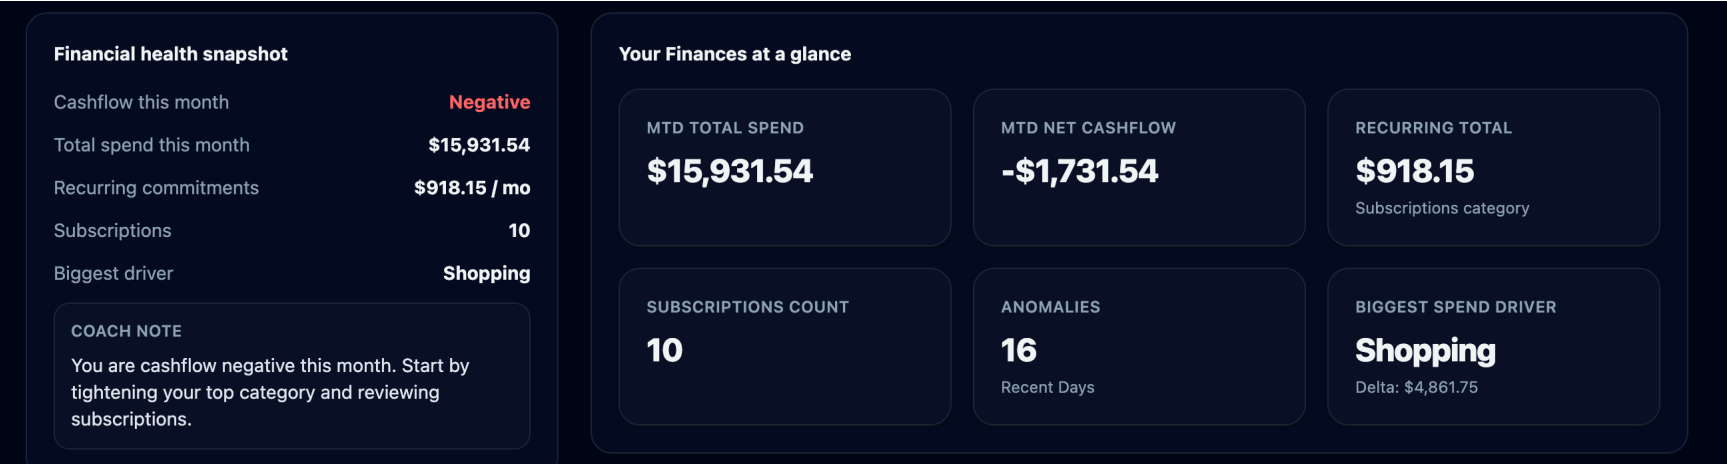 Financial health snapshot
Cashflow this month Negative
Total spend this month $15,931.54
Recurring commitments $918.15 / mo
Subscriptions 10
Biggest driver Shopping
COACH NOTE
You are cashflow negative this month. Start by
tightening your top category and reviewing
subscriptions.
Your Finances at a glance
MTD TOTAL SPEND
$15,931.54
MTD NET CASHFLOW
-$1,731.54
RECURRING TOTAL
$918.15
Subscriptions category
SUBSCRIPTIONS COUNT
10
ANOMALIES
16
Recent Days
BIGGEST SPEND DRIVER
Shopping
Delta: $4,861.75